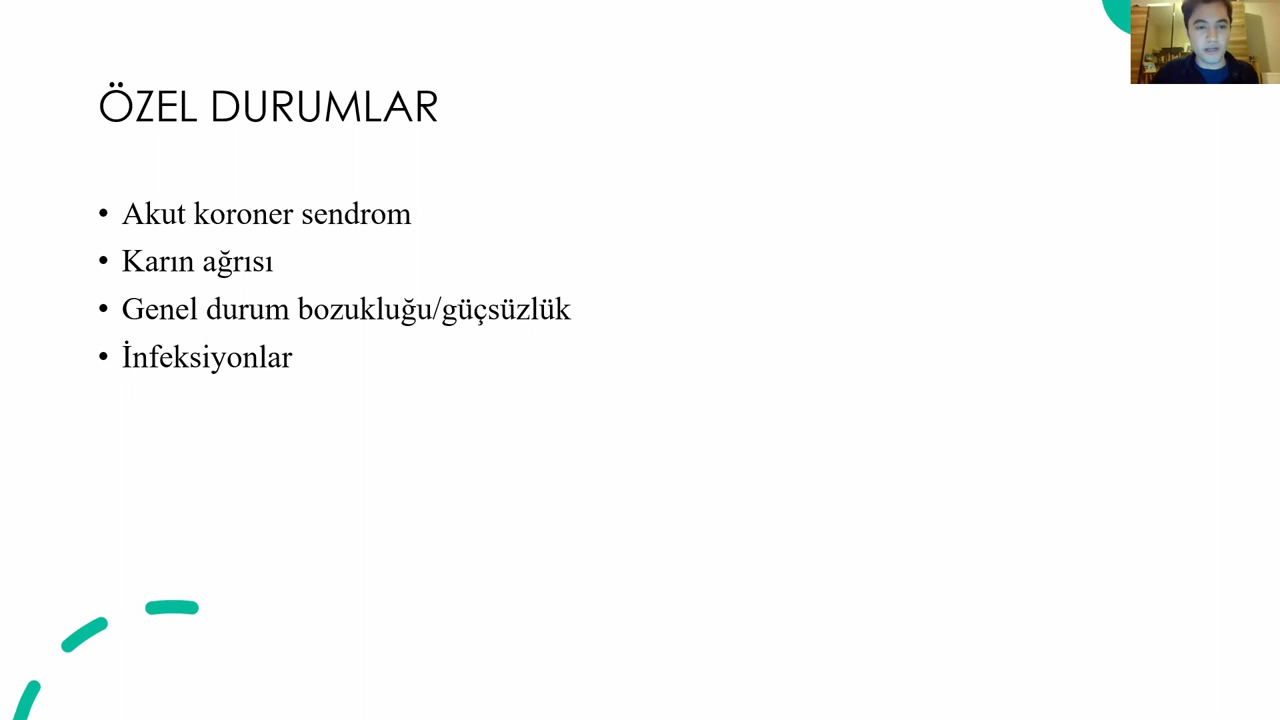 ÖZEL DURUMLAR
• Akut koroner sendrom
• Karın ağrısı
• Genel durum bozukluğu/güçsüzlük
• İnfeksiyonlar